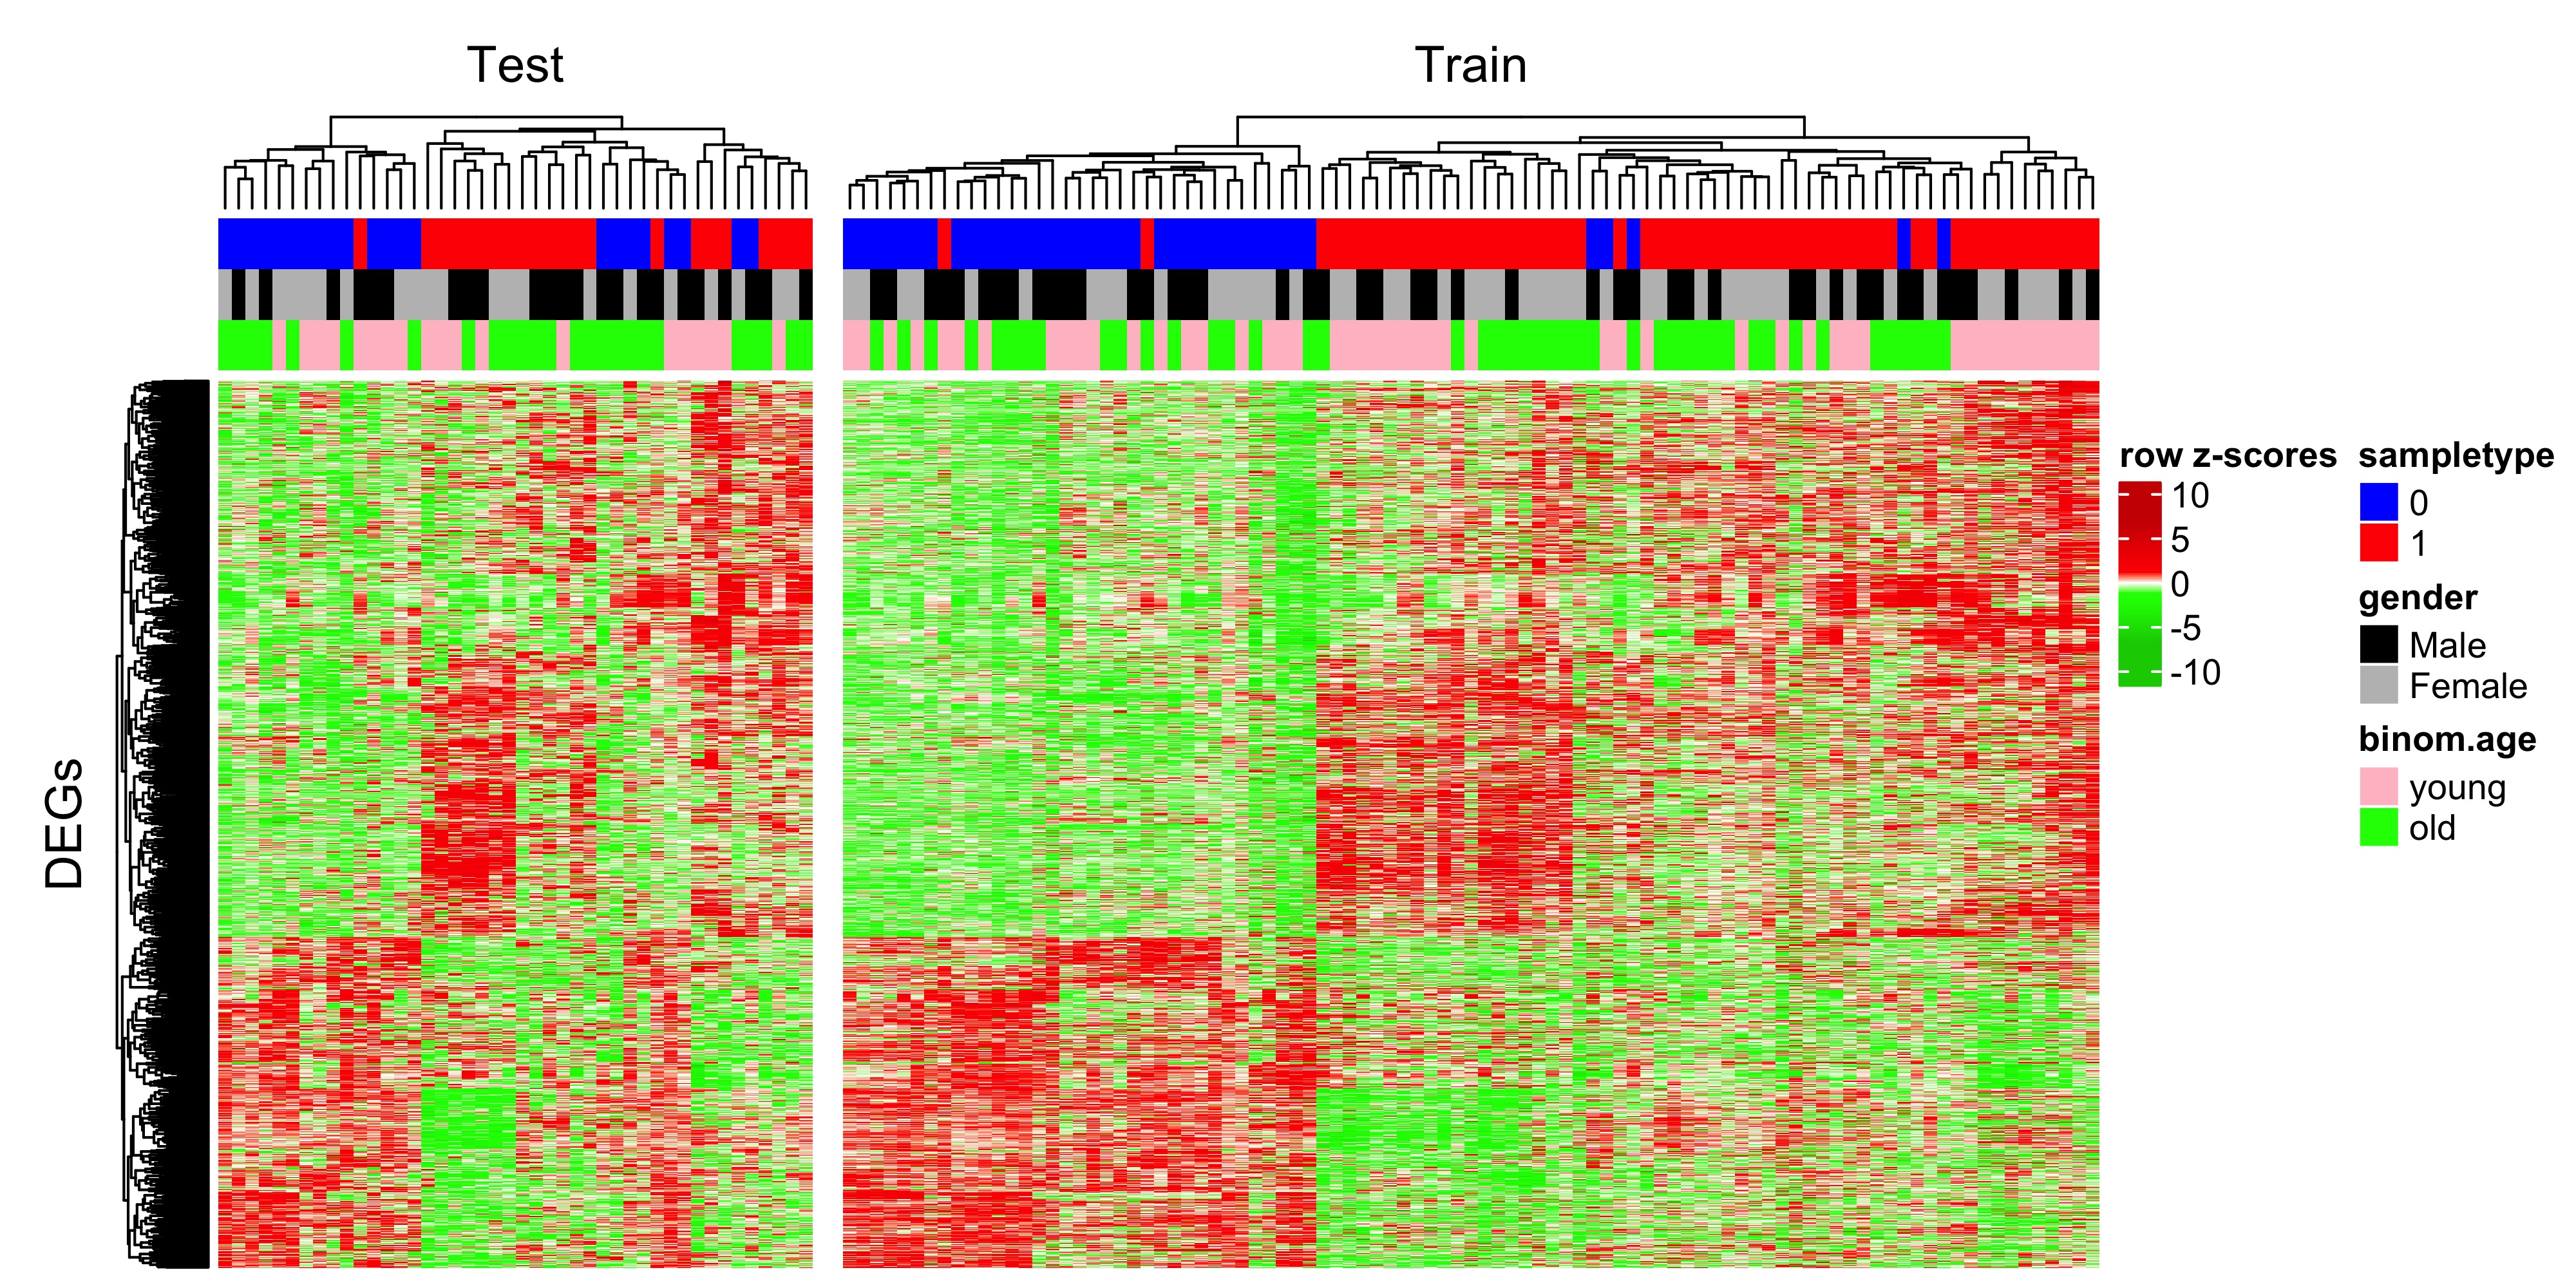 Test
Train
DEGs
row z-scores
10
5
0
-5
-10
sampletype
0
1
gender
Male
Female
binom.age
young
old